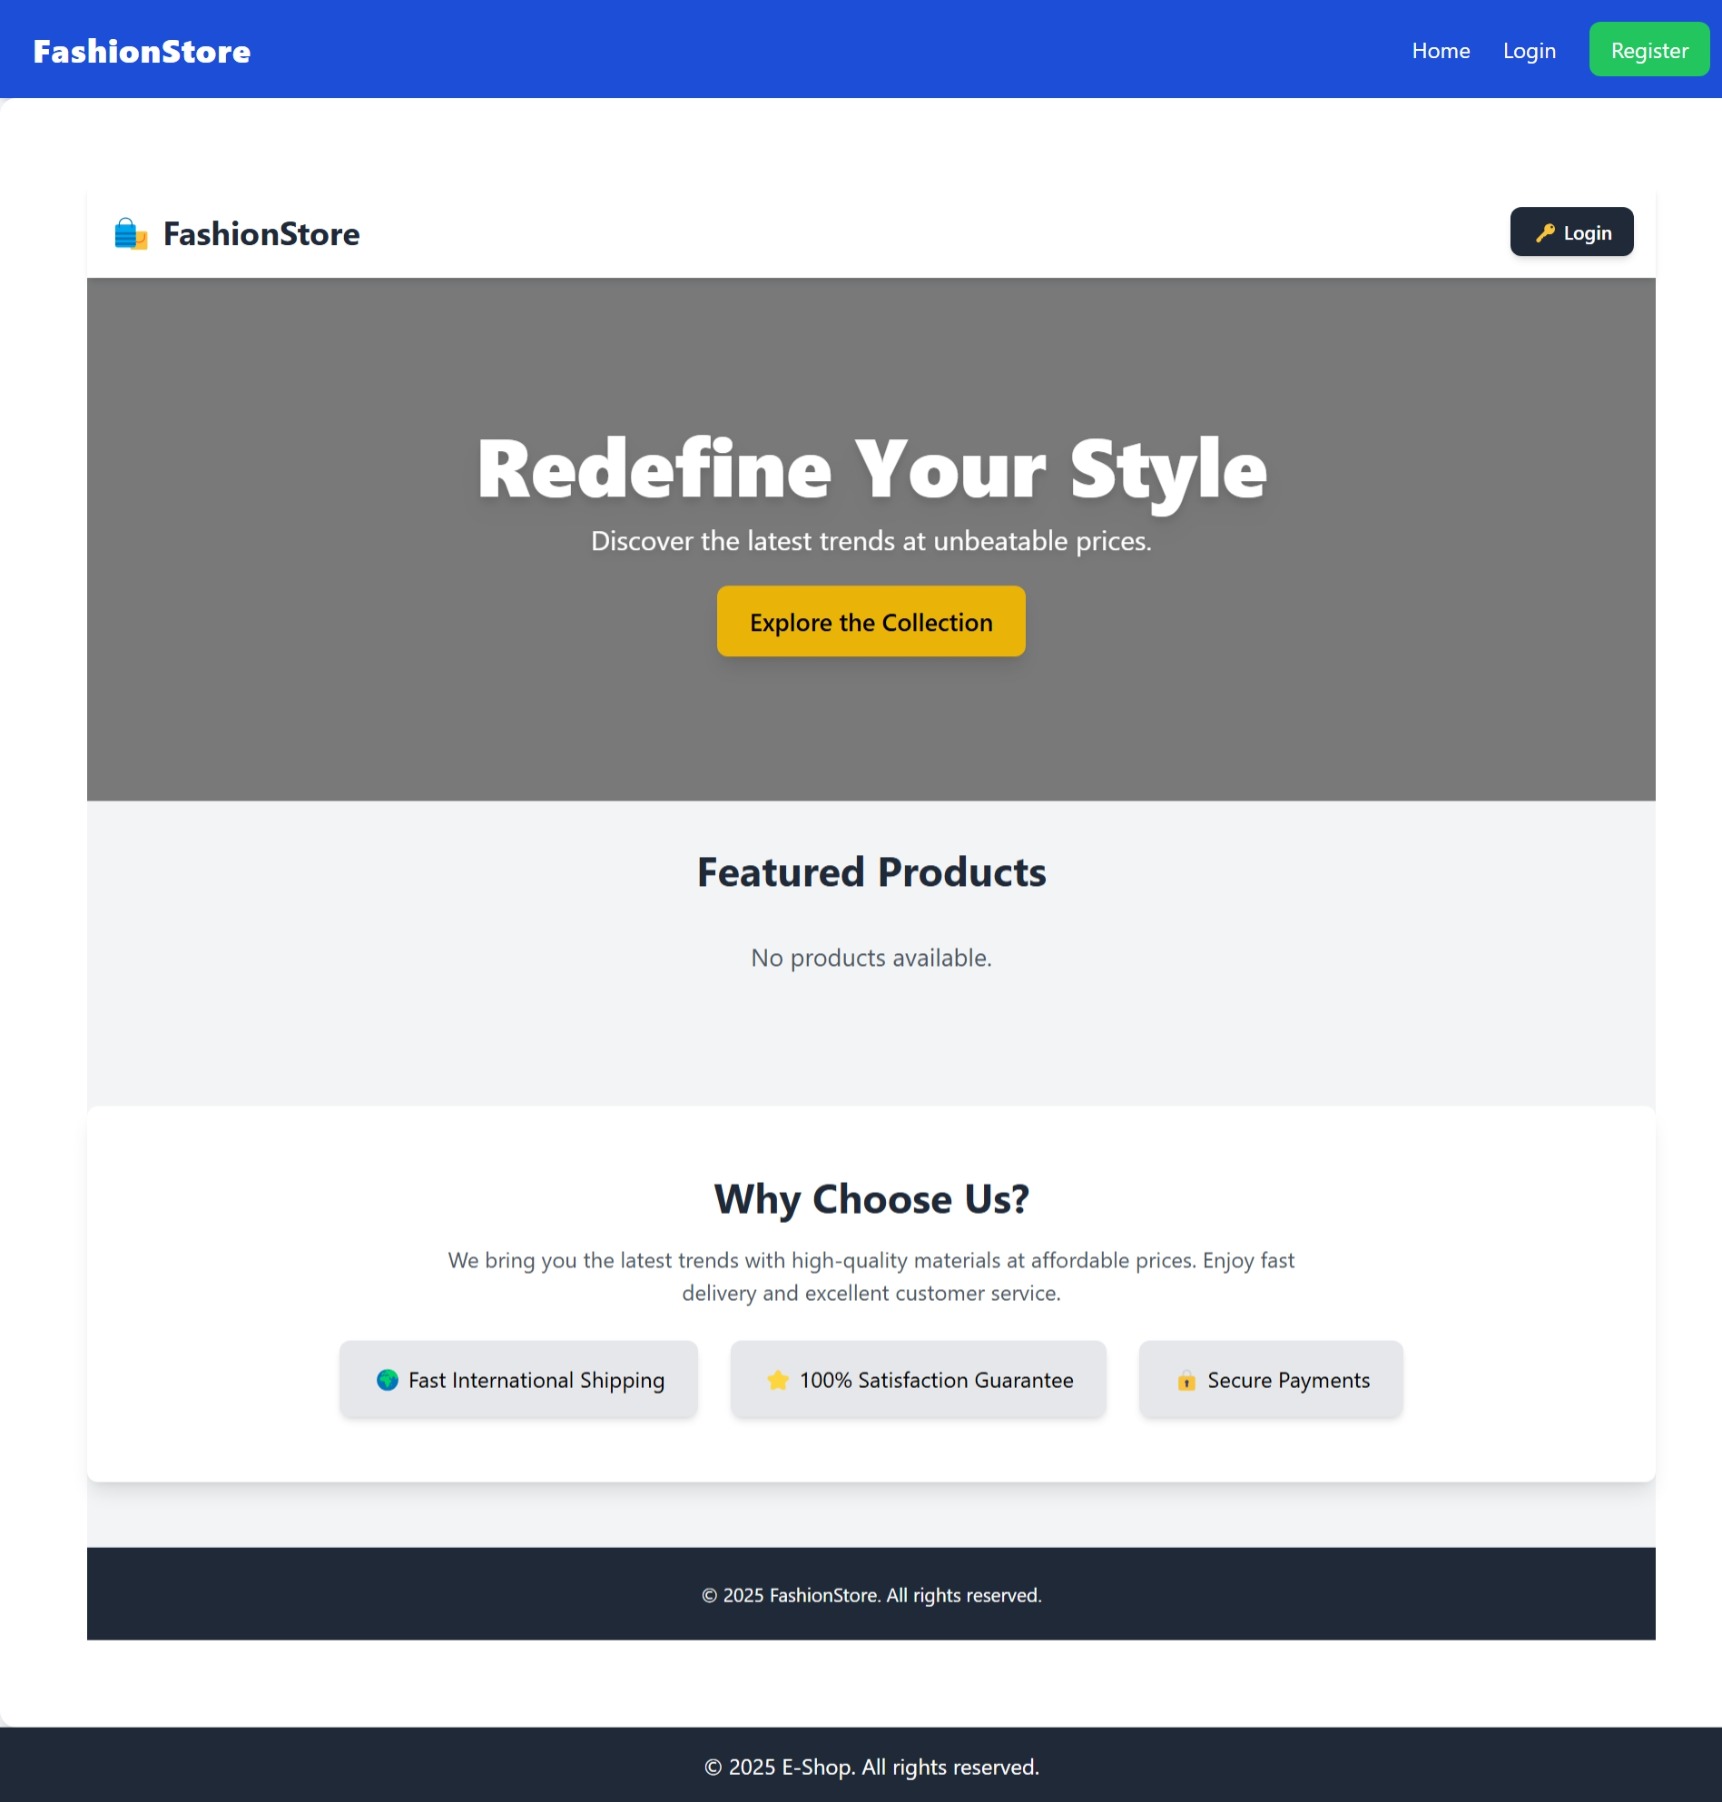 FashionStore
Home
Login
Register
FashionStore
Login
Redefine Your Style
Discover the latest trends at unbeatable prices.
Explore the Collection
Featured Products
No products available.
Why Choose Us?
We bring you the latest trends with high-quality materials at affordable prices. Enjoy fast
delivery and excellent customer service.
Fast International Shipping
100% Satisfaction Guarantee
Secure Payments
© 2025 FashionStore. All rights reserved.
© 2025 E-Shop. All rights reserved.